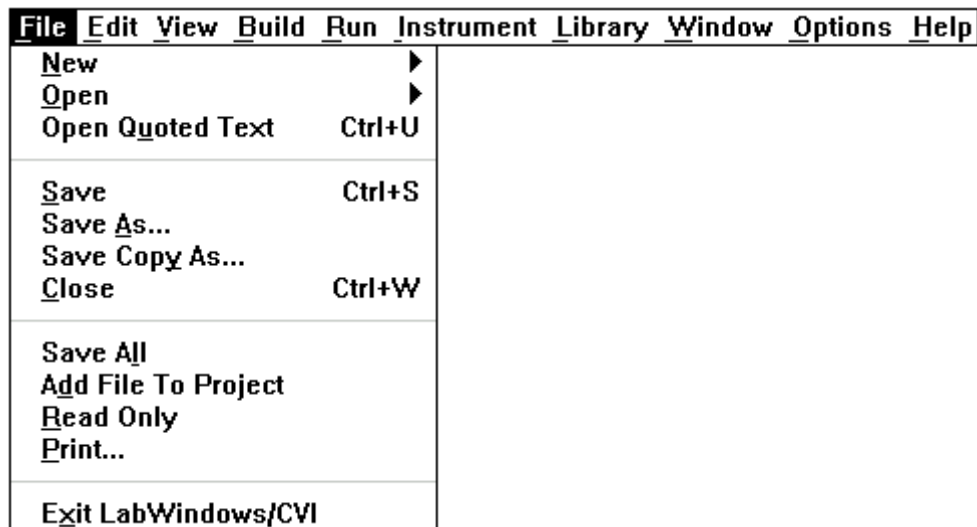 File Edit View Build Run Instrument Library Window Options Help
New
Open
Open Quoted Text Ctrl+U
Save Ctrl+S
Save As...
Save Copy As...
Close Ctrl+W
Save All
Add File To Project
Read Only
Print...
Exit LabWindows/CVI